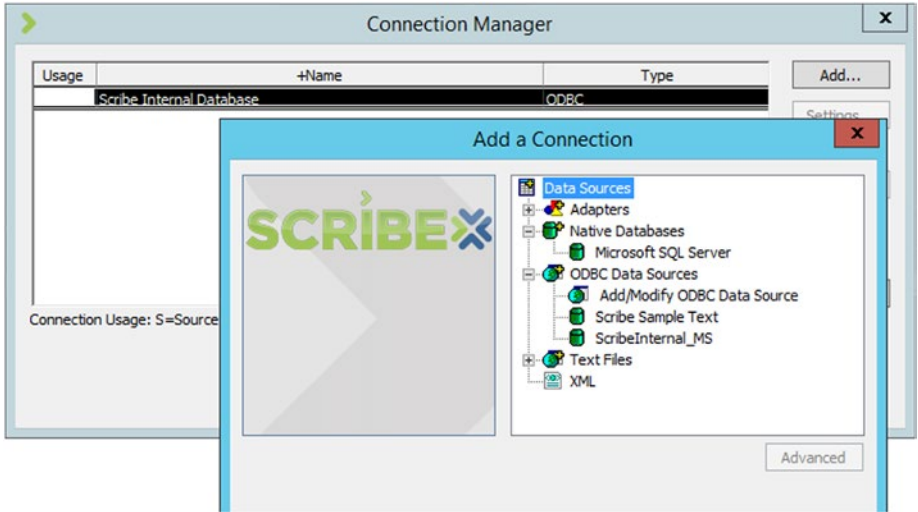 Connection Manager
x
Usage +Name Type Add...
Scribe Internal Database ODBC
Settings
Add a Connection
x
SCRIBE
Data Sources
Adapters
Native Databases
Microsoft SQL Server
ODBC Data Sources
Add/Modify ODBC Data Source
Scribe Sample Text
ScribeInternal_MS
Text Files
XML
Connection Usage: S=Source
Advanced